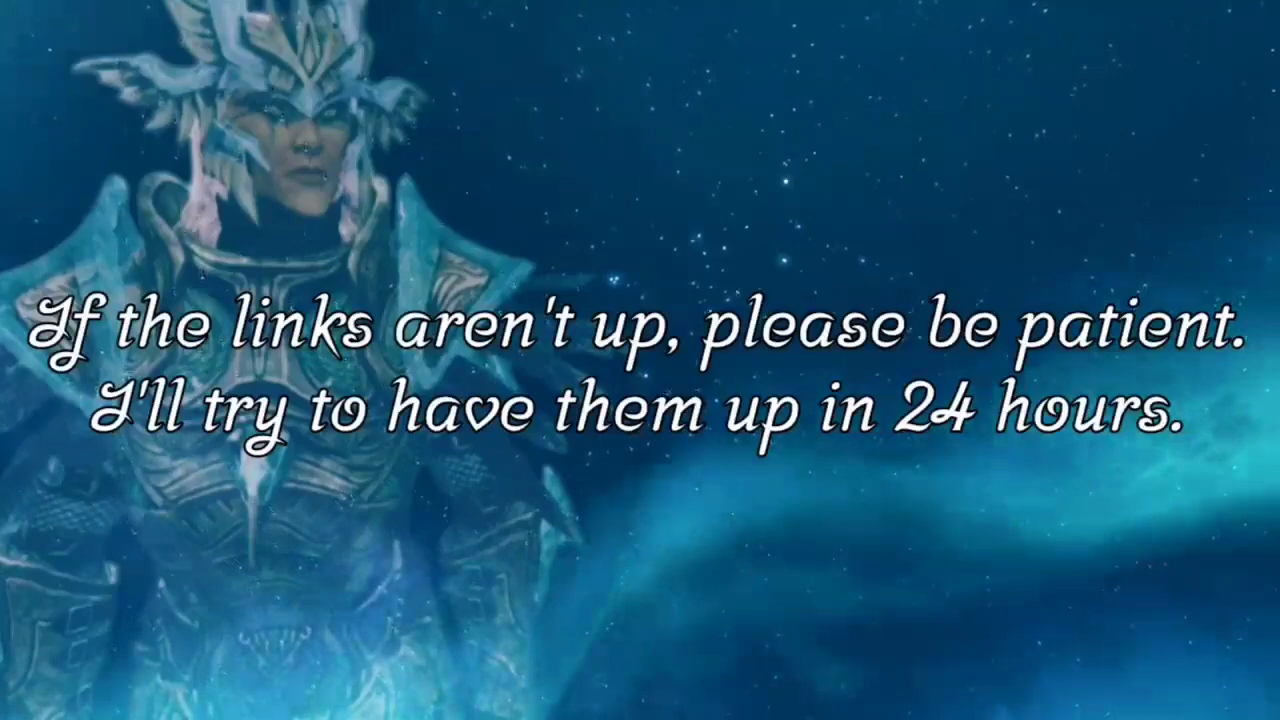 If the links aren't up, please be patient.
I'll try to have them up in 24 hours.